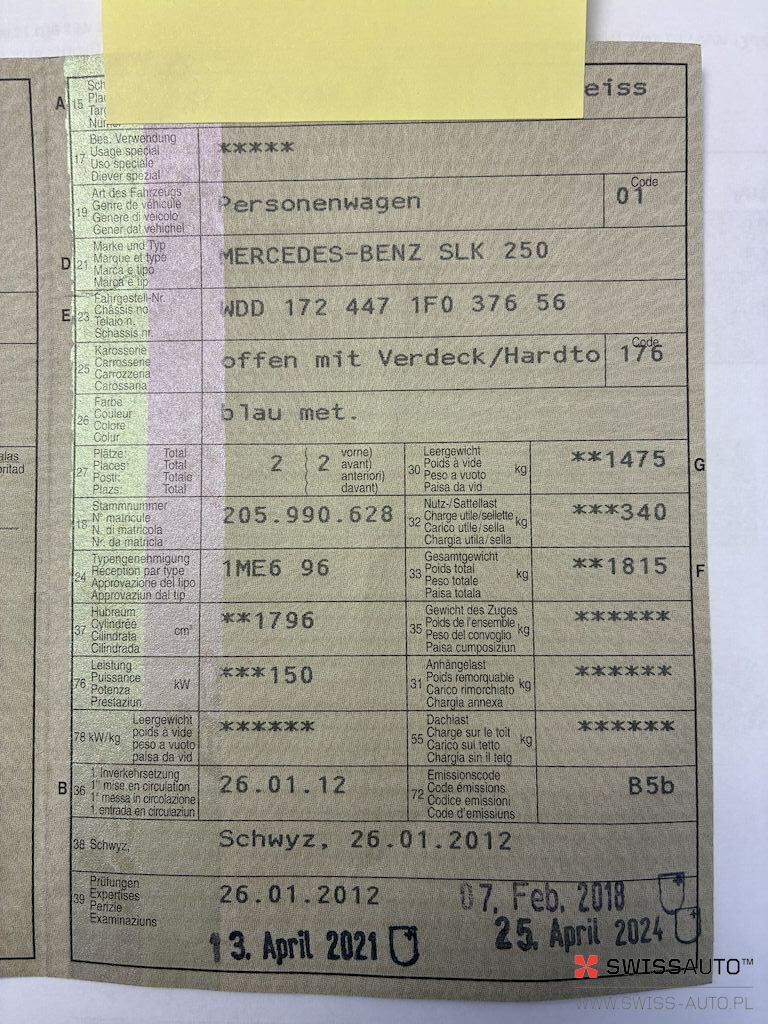 A 15
eiss
17 Bes. Verwendung
Usage spécial
Uso speciale
Diever spezial
*****
19 Art des Fahrzeugs
Genre de véhicule
Genere di veicolo
Gener dal vehichel
Personenwagen
Code
01
D 21 Marke und Typ
Marque et type
Marca e tipo
Marca e tip
MERCEDES-BENZ SLK 250
E 23 Fahrgestell-Nr.
Châssis no
Telaio n.
Schassis nr.
WDD 172 447 1F0 376 56
25 Karosserie
Carrosserie
Carrozzeria
Carossaria
offen mit Verdeck/Hardto
Code
176
26 Farbe
Couleur
Colore
Colur
blau met.
27 Plätze: Total
Places: Total
Posti: Totale
Plazs: Total
2 ( 2 vorne)
avant)
anteriori)
davant)
30 Leergewicht
Poids à vide
Peso a vuoto
Paisa da vid
kg
**1475
G
18 Stammnummer
N° matricule
N. di matricola
Nr. da matricla
205.990.628
32 Nutz-/Sattellast
Charge utile/sellette
Carico utile/sella
Chargia utila/sella
kg
***340
24 Typengenehmigung
Réception par type
Approvazione del tipo
Approvaziun dal tip
1ME6 96
33 Gesamtgewicht
Poids total
Peso totale
Paisa totala
kg
**1815
F
37 Hubraum
Cylindrée
Cilindrata
Cilindrada
cm³
**1796
35 Gewicht des Zuges
Poids de l'ensemble
Peso del convoglio
Paisa cumposiziun
kg
******
76 Leistung
Puissance
Potenza
Prestaziun
kW
***150
31 Anhängelast
Poids remorquable
Carico rimorchiato
Chargia annexa
kg
******
78 kW/kg
Leergewicht
poids à vide
peso a vuoto
paisa da vid
******
55 Dachlast
Charge sur le toit
Carico sul tetto
Chargia sin il tetg
kg
******
B 36 1. Inverkehrsetzung
1re mise en circulation
1a messa in circolazione
1. entrada en circulaziun
26.01.12
72 Emissionscode
Code émissions
Codice emissioni
Code d'emissiuns
B5b
38 Schwyz,
Schwyz, 26.01.2012
39 Prüfungen
Expertises
Perizie
Examinaziuns
26.01.2012
07. Feb. 2018
13. April 2021
25. April 2024
SWISSAUTO™
WWW.SWISS-AUTO.PL